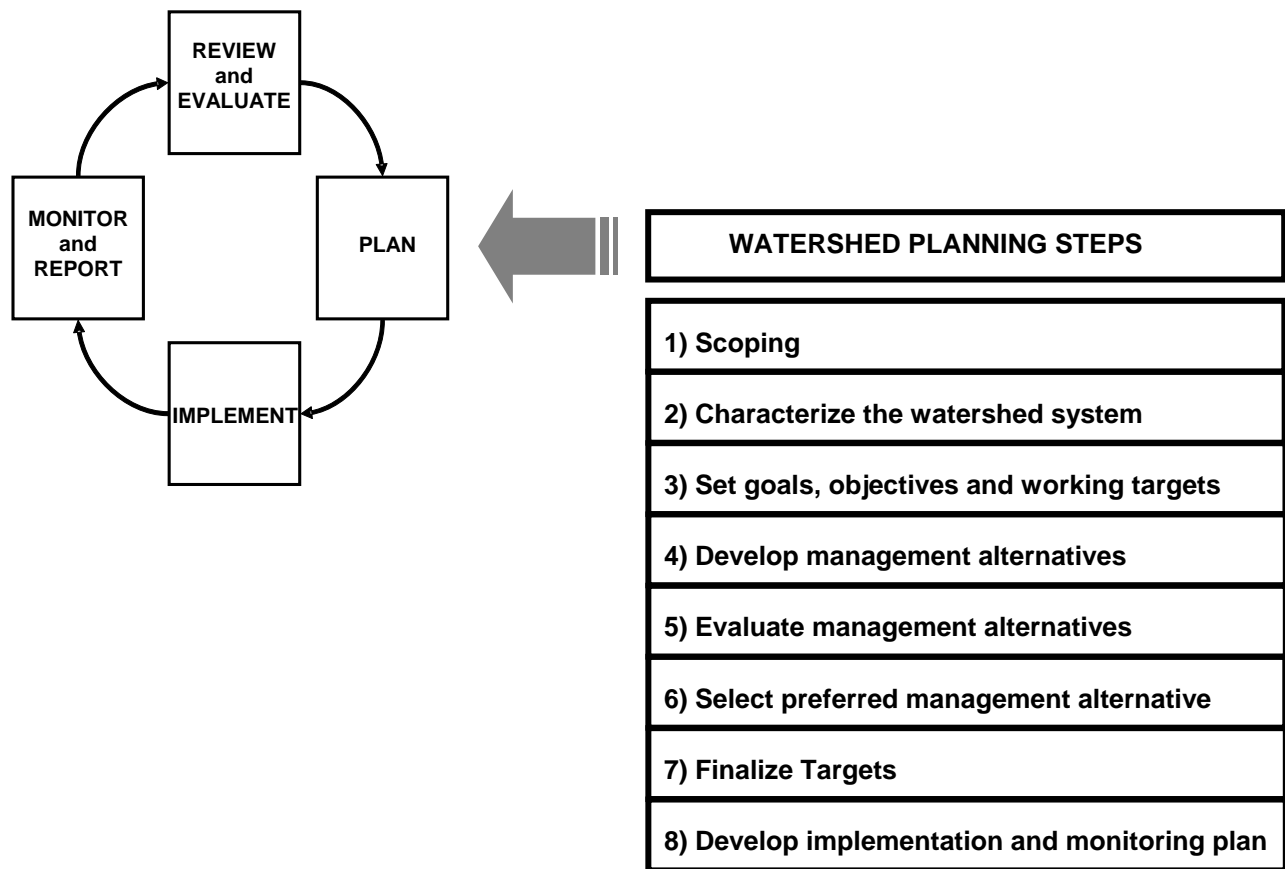 REVIEW
and
EVALUATE
MONITOR
and
REPORT
PLAN
IMPLEMENT
WATERSHED PLANNING STEPS
1) Scoping
2) Characterize the watershed system
3) Set goals, objectives and working targets
4) Develop management alternatives
5) Evaluate management alternatives
6) Select preferred management alternative
7) Finalize Targets
8) Develop implementation and monitoring plan